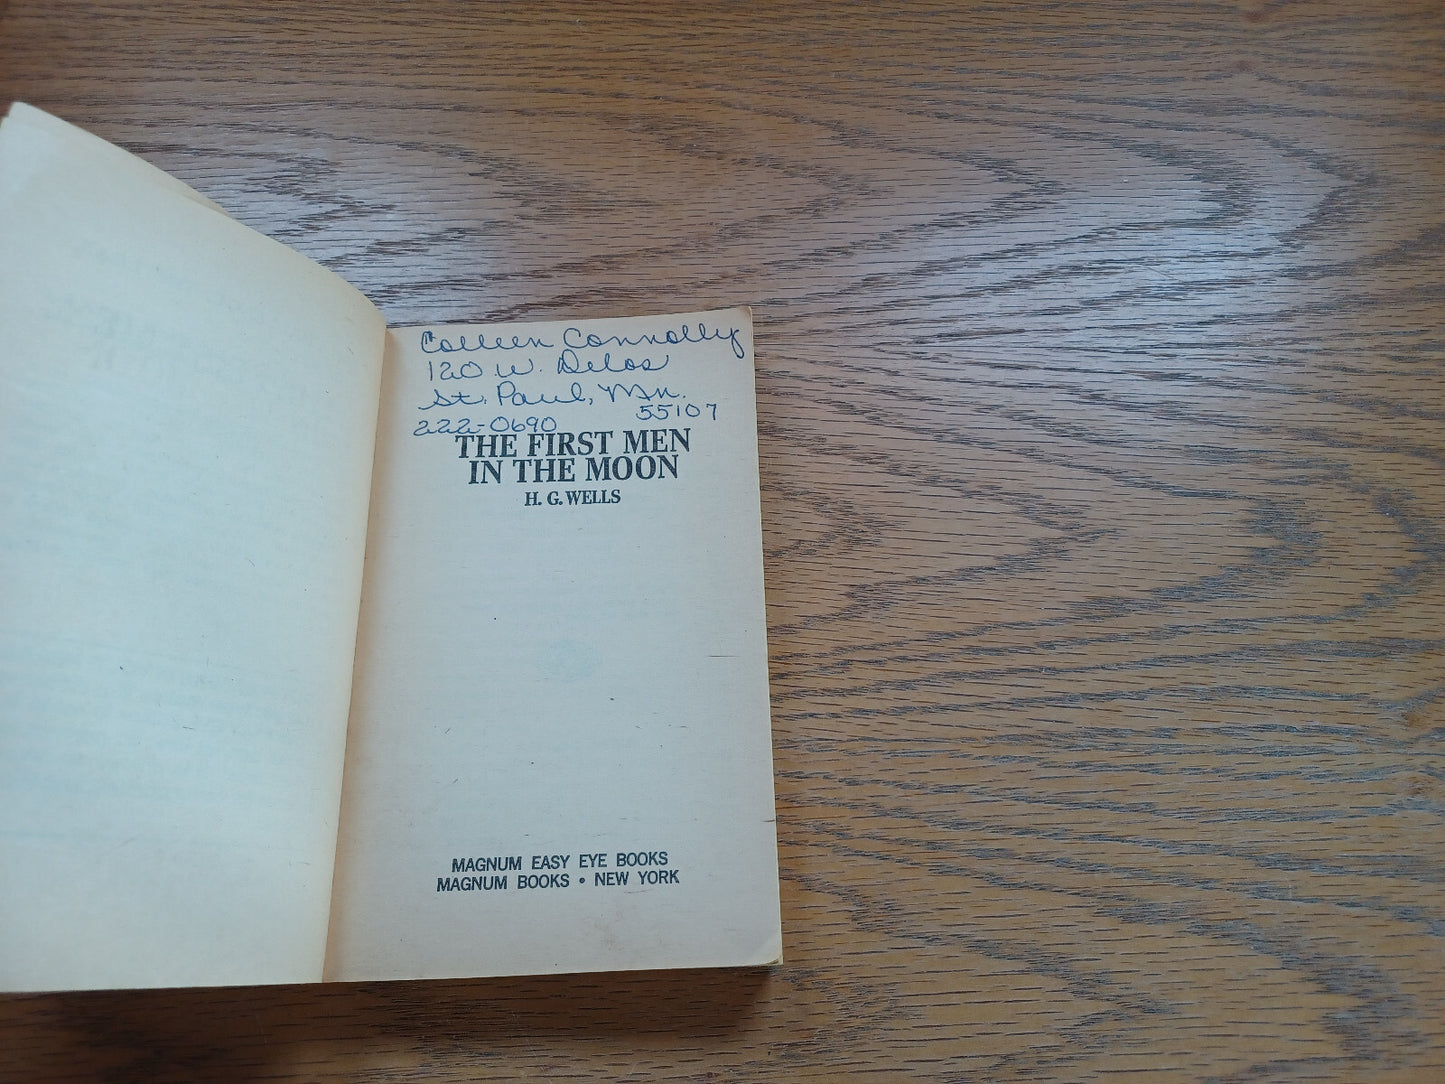 Colleen Connolly
120 W. Delos
St. Paul, Mn.
55107
222-0690
THE FIRST MEN
IN THE MOON
H. G. WELLS
MAGNUM EASY EYE BOOKS
MAGNUM BOOKS • NEW YORK